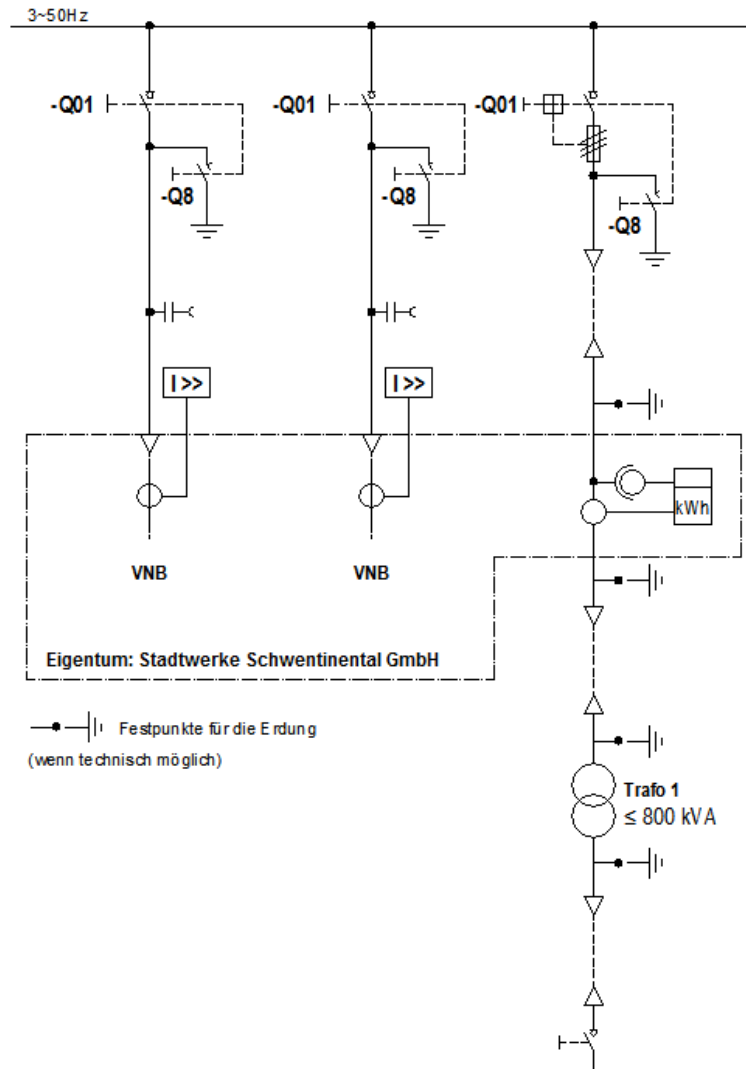 3~50Hz
-Q01
-Q01
-Q01
-Q8
-Q8
-Q8
I >>
I >>
kWh
VNB
VNB
Eigentum: Stadtwerke Schwentinental GmbH
Festpunkte für die Erdung
(wenn technisch möglich)
Trafo 1
≤ 800 kVA